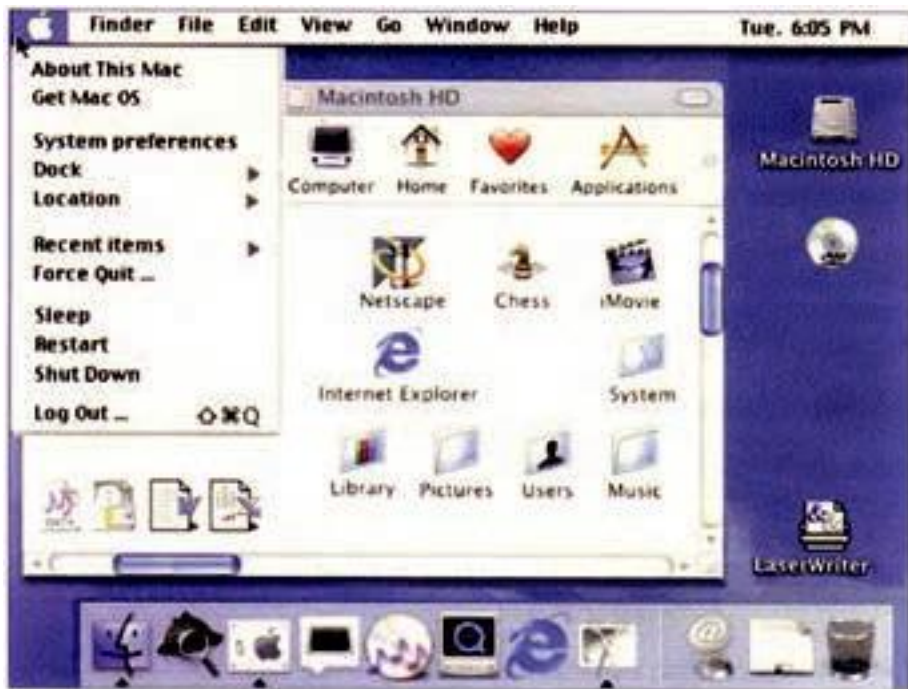 Finder File Edit View Go Window Help Tue. 6:05 PM
About This Mac
Get Mac OS
System preferences
Dock
Location
Recent items
Force Quit ...
Sleep
Restart
Shut Down
Log Out ... ⇧⌘Q
Macintosh HD
Computer Home Favorites Applications
Netscape Chess iMovie
Internet Explorer System
Library Pictures Users Music
Macintosh HD
LaserWriter
@